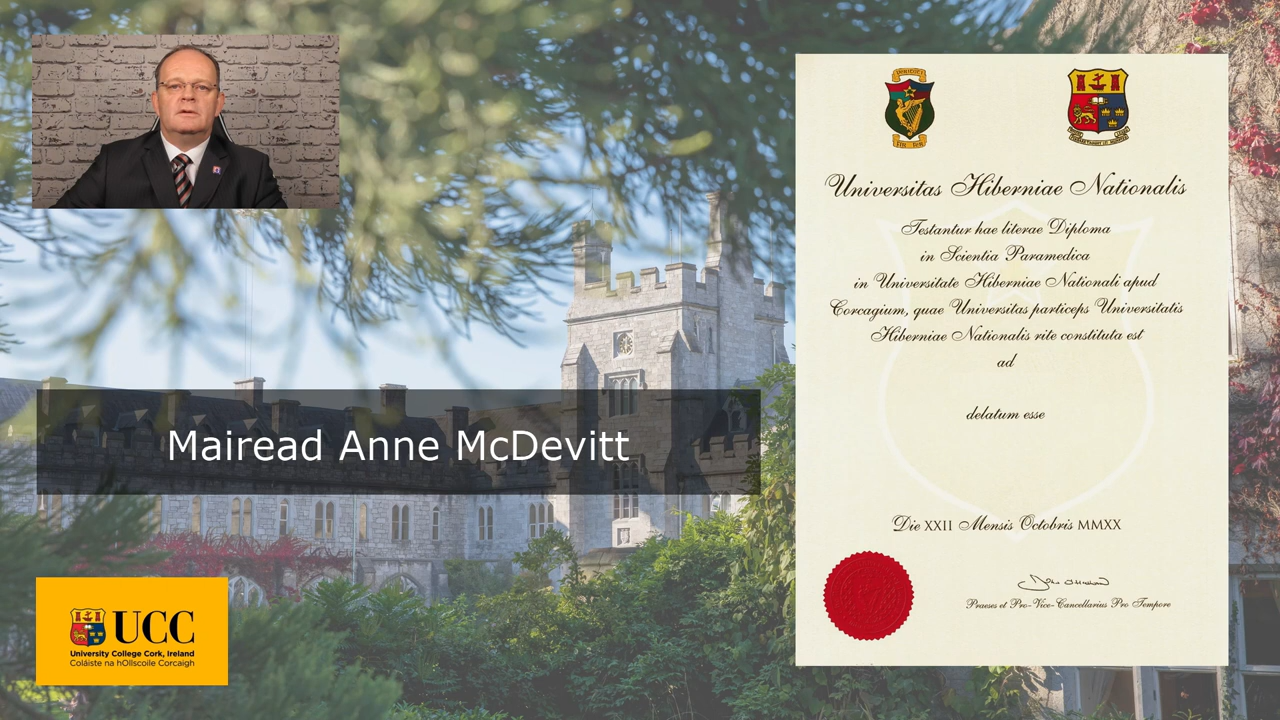 Universitas Hiberniae Nationalis
Testantur hae literae Diploma
in Scientia Paramedica
in Universitate Hiberniae Nationali apud
Corcagium, quae Universitas particeps Universitatis
Hiberniae Nationalis rite constituta est
ad
delatum esse
Die XXII Mensis Octobris MMXX
Praeses et Pro-Vice-Cancellarius Pro Tempore
Mairead Anne McDevitt
UCC
University College Cork, Ireland
Coláiste na hOllscoile Corcaigh